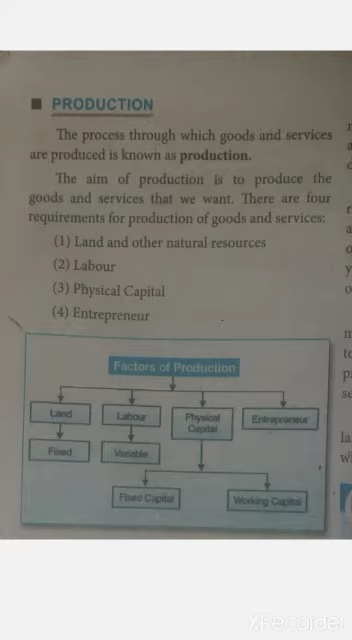 PRODUCTION
The process through which goods and services
are produced is known as production.
The aim of production is to produce the
goods and services that we want. There are four
requirements for production of goods and services:
(1) Land and other natural resources
(2) Labour
(3) Physical Capital
(4) Entrepreneur
Factors of Production
Land
Labour
Physical
Capital
Entrepreneur
Fixed
Variable
Fixed Capital
Working Capital
XRecorder